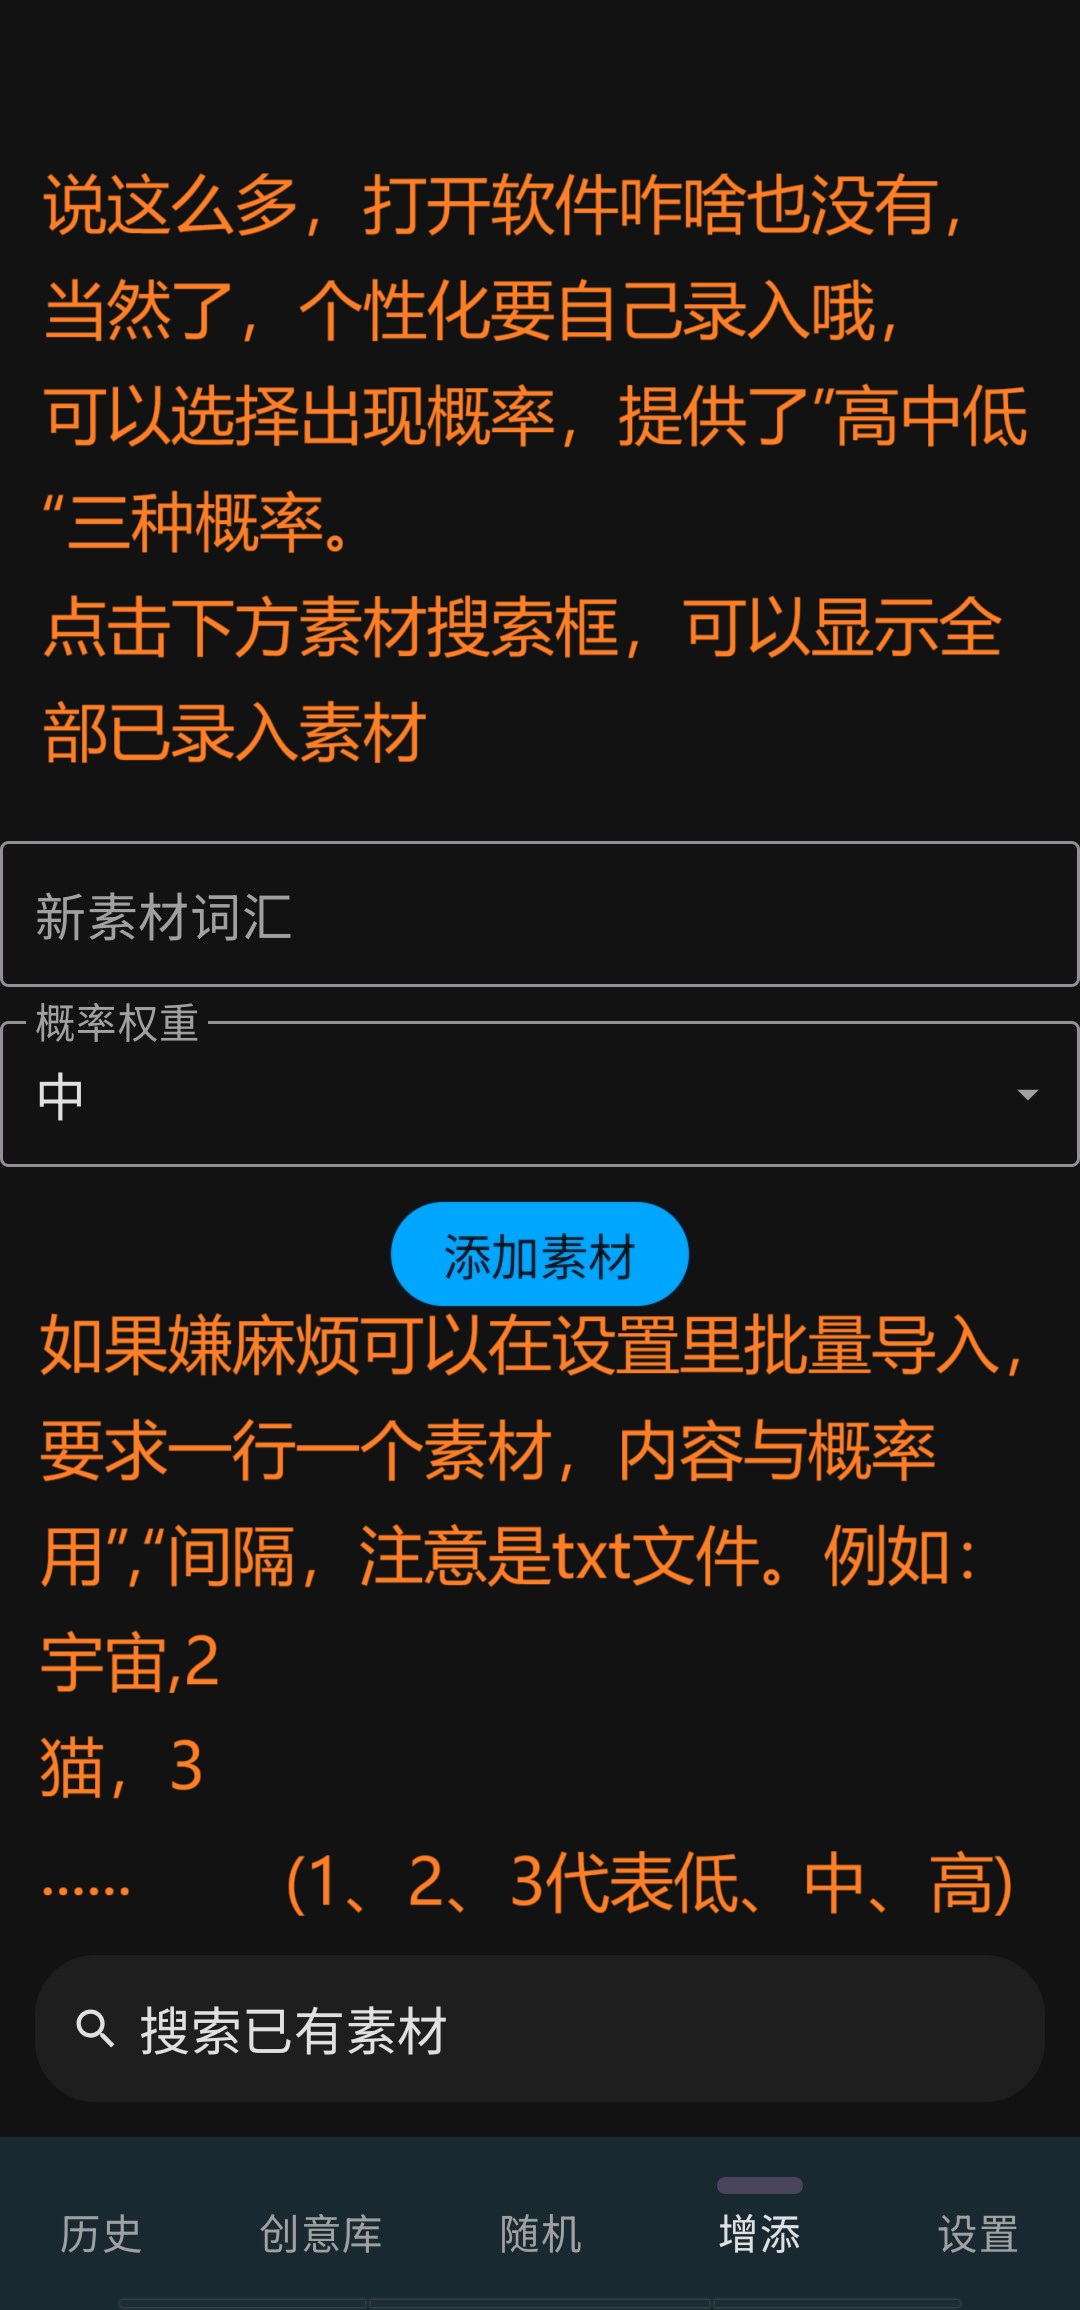 说这么多，打开软件咋啥也没有，
当然了，个性化要自己录入哦，
可以选择出现概率，提供了”高中低
“三种概率。
点击下方素材搜索框，可以显示全
部已录入素材
新素材词汇
概率权重
中
添加素材
如果嫌麻烦可以在设置里批量导入，
要求一行一个素材，内容与概率
用”,“间隔，注意是txt文件。例如：
宇宙,2
猫，3
······ (1、2、3代表低、中、高)
搜索已有素材
历史 创意库 随机 增添 设置